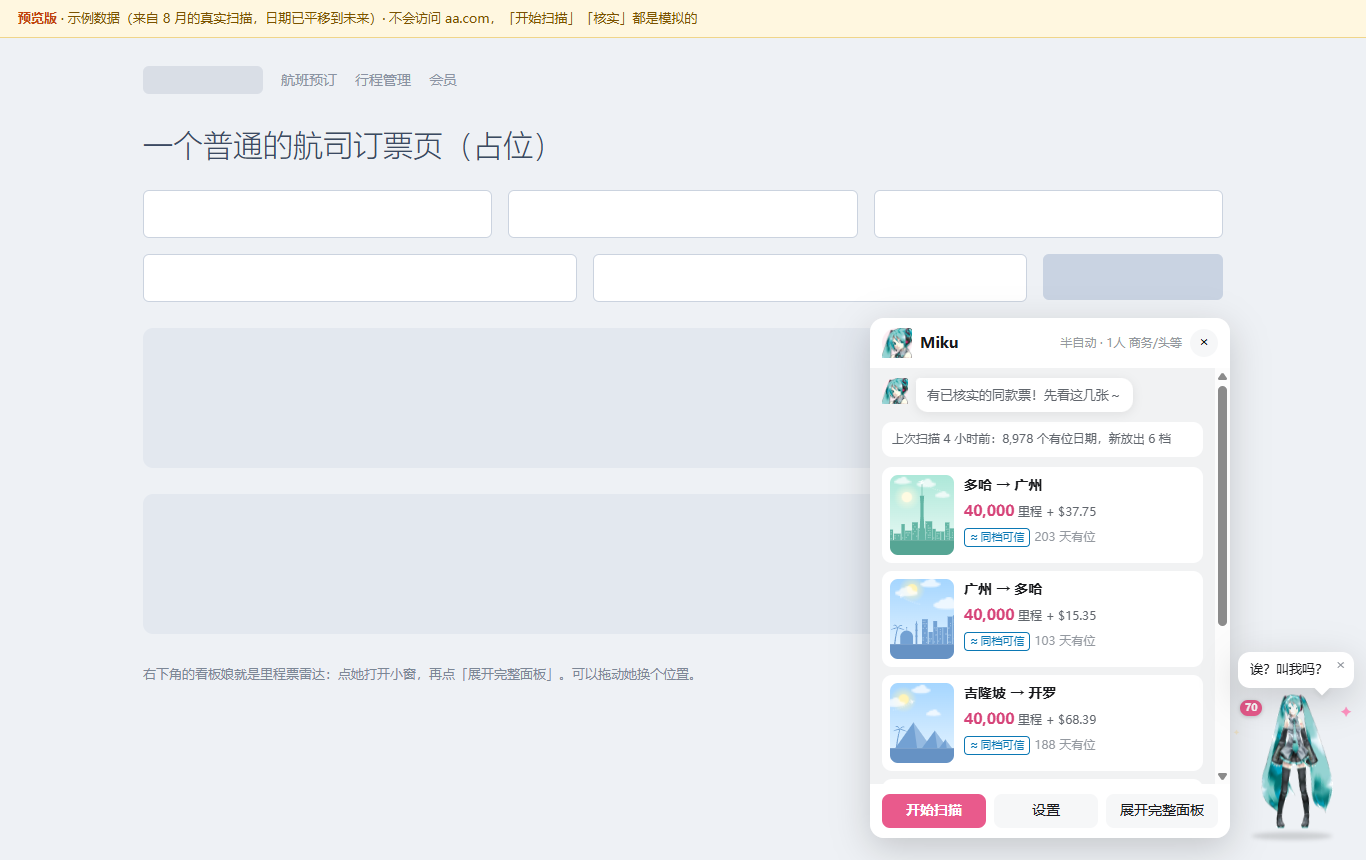 预览版 · 示例数据（来自 8 月的真实扫描，日期已平移到未来）· 不会访问 aa.com，「开始扫描」「核实」都是模拟的
航班预订 行程管理 会员
一个普通的航司订票页（占位）
Miku 半自动 · 1人 商务/头等 ×
有已核实的同款票！先看这几张～
上次扫描 4 小时前：8,978 个有位日期，新放出 6 档
多哈 → 广州
40,000 里程 + $37.75
≈ 同档可信 203 天有位
广州 → 多哈
40,000 里程 + $15.35
≈ 同档可信 103 天有位
吉隆坡 → 开罗
40,000 里程 + $68.39
≈ 同档可信 188 天有位
开始扫描 设置 展开完整面板
诶？叫我吗？ ×
70
右下角的看板娘就是里程票雷达：点她打开小窗，再点「展开完整面板」。可以拖动她换个位置。